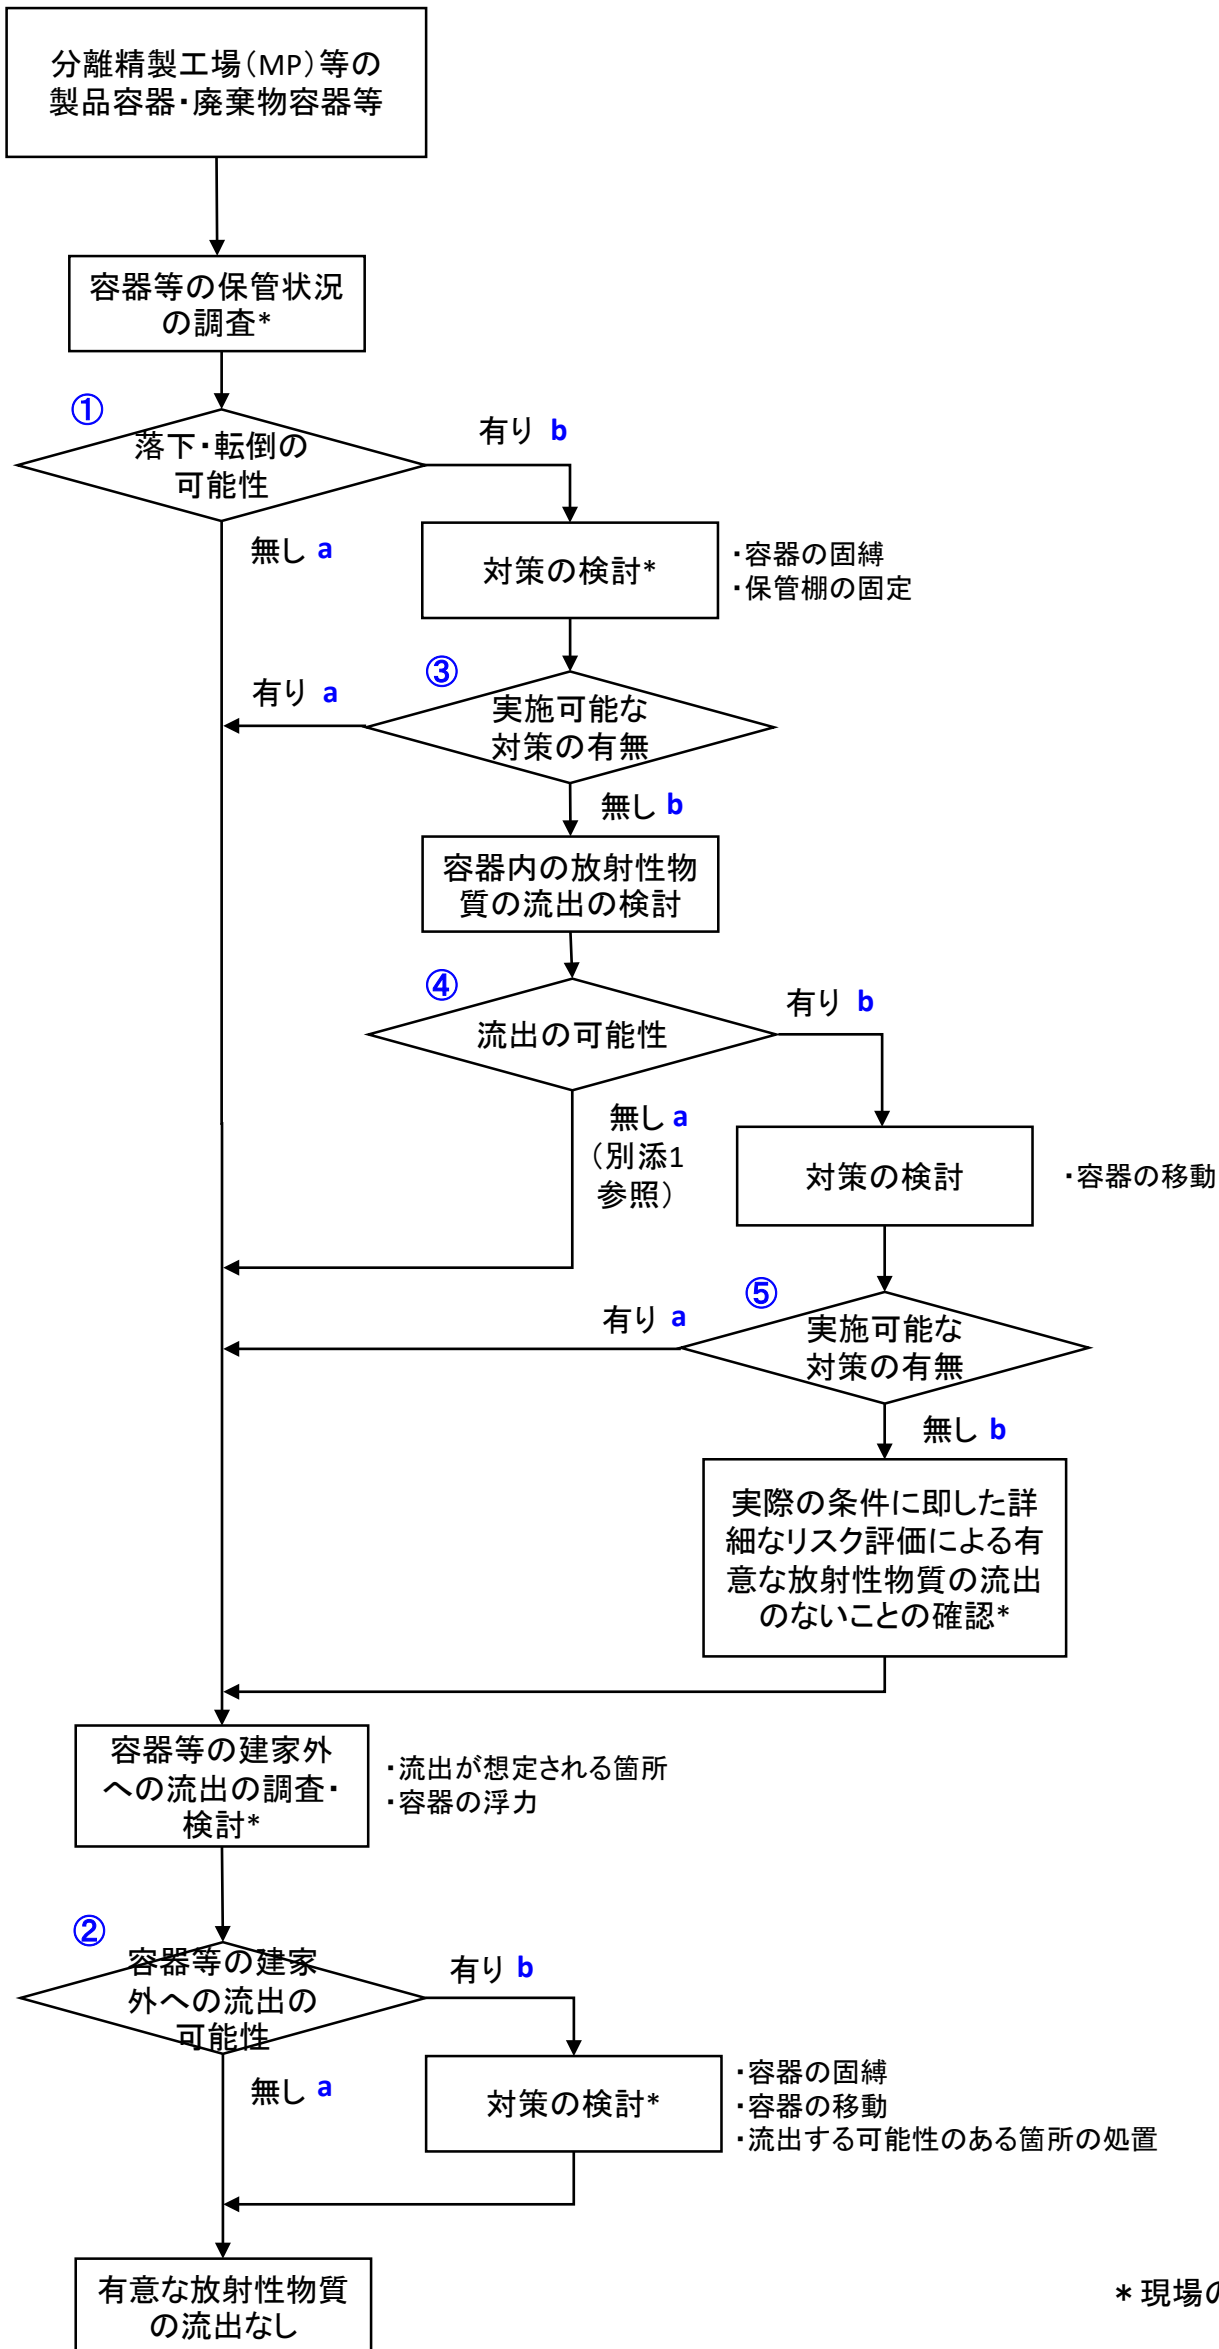 分離精製工場(MP)等の
製品容器・廃棄物容器等
容器等の保管状況
の調査*
①
落下・転倒の
可能性
有り b
無し a
対策の検討*
・容器の固縛
・保管棚の固定
③
有り a
実施可能な
対策の有無
無し b
容器内の放射性物
質の流出の検討
④
流出の可能性
有り b
無し a
(別添1
参照)
対策の検討
・容器の移動
⑤
有り a
実施可能な
対策の有無
無し b
実際の条件に即した詳
細なリスク評価による有
意な放射性物質の流出
のないことの確認*
容器等の建家外
への流出の調査・
検討*
・流出が想定される箇所
・容器の浮力
②
容器等の建家
外への流出の
可能性
有り b
無し a
対策の検討*
・容器の固縛
・容器の移動
・流出する可能性のある箇所の処置
有意な放射性物質
の流出なし
* 現場の